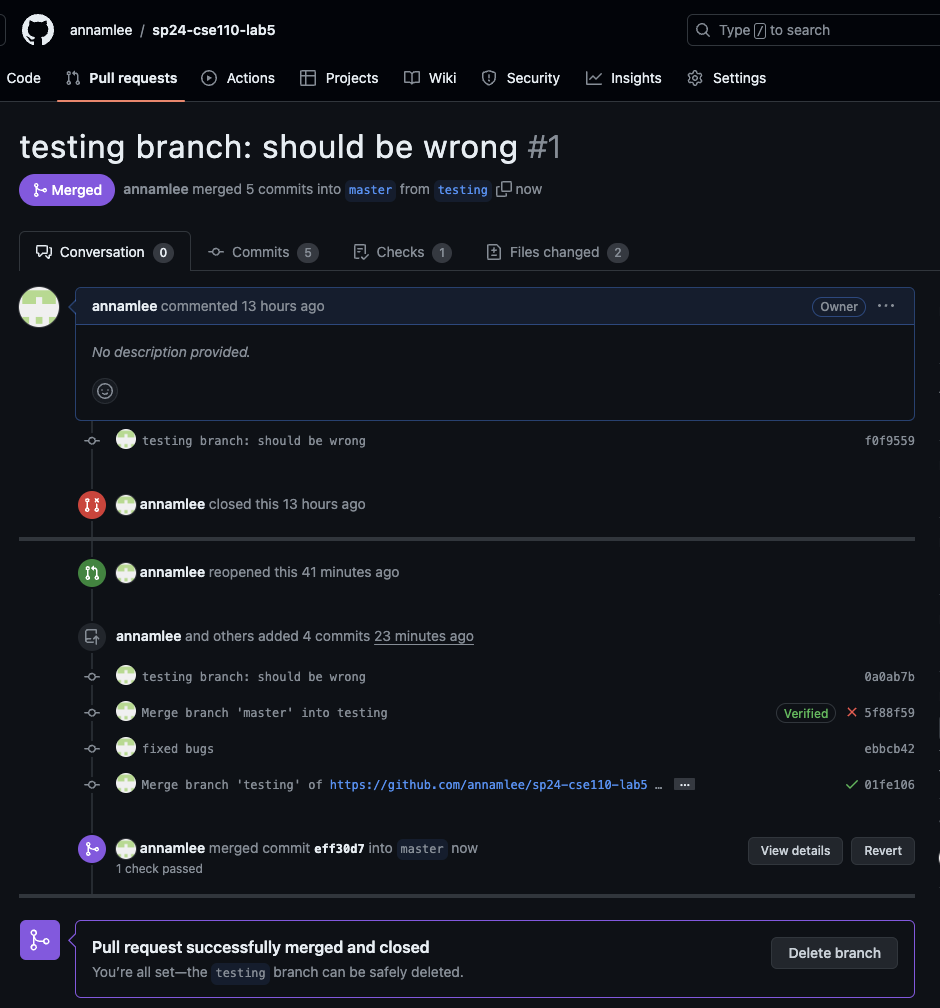 annamlee / sp24-cse110-lab5
Type / to search
Code Pull requests Actions Projects Wiki Security Insights Settings
testing branch: should be wrong #1
Merged annamlee merged 5 commits into master from testing now
Conversation 0 Commits 5 Checks 1 Files changed 2
annamlee commented 13 hours ago Owner ...
No description provided.
testing branch: should be wrong f0f9559
annamlee closed this 13 hours ago
annamlee reopened this 41 minutes ago
annamlee and others added 4 commits 23 minutes ago
testing branch: should be wrong 0a0ab7b
Merge branch 'master' into testing Verified 5f88f59
fixed bugs ebbcb42
Merge branch 'testing' of https://github.com/annamlee/sp24-cse110-lab5 … ... 01fe106
annamlee merged commit eff30d7 into master now View details Revert
1 check passed
Pull request successfully merged and closed Delete branch
You're all set—the testing branch can be safely deleted.